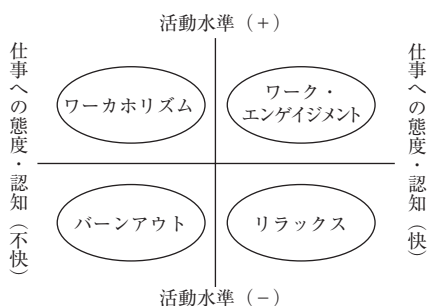 活動水準（+）
仕事への態度・認知（不快）
仕事への態度・認知（快）
ワーカホリズム
ワーク・
エンゲイジメント
バーンアウト
リラックス
活動水準（−）